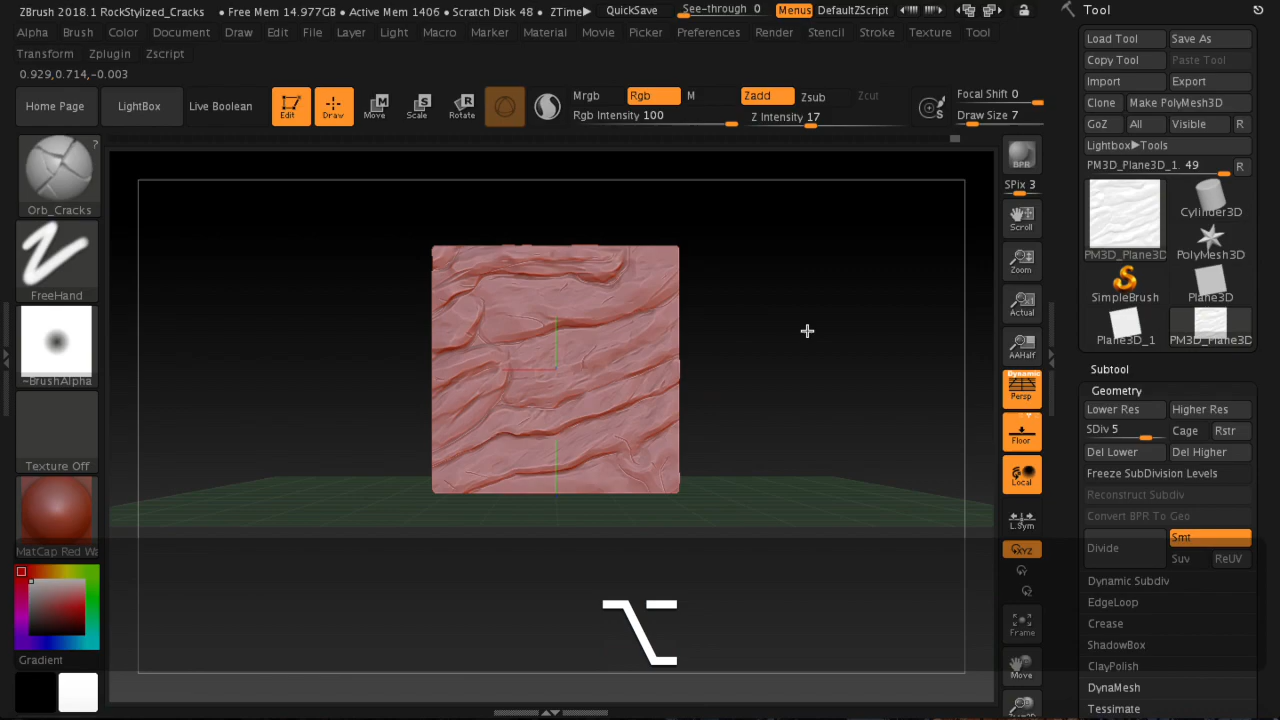 ZBrush 2018.1 RockStylized_Cracks • Free Mem 14.977GB • Active Mem 1406 • Scratch Disk 48 • ZTime▶ QuickSave See-through 0 Menus DefaultZScript
Alpha Brush Color Document Draw Edit File Layer Light Macro Marker Material Movie Picker Preferences Render Stencil Stroke Texture Tool
Transform Zplugin Zscript
0.929,0.714,-0.003
Home Page LightBox Live Boolean Edit Draw Move Scale Rotate
Mrgb Rgb M Zadd Zsub Zcut
Rgb Intensity 100 Z Intensity 17
Focal Shift 0
Draw Size 7
S
Orb_Cracks
FreeHand
~BrushAlpha
Texture Off
MatCap Red Wa
Gradient
BPR
SPix 3
Scroll
Zoom
Actual
AAHalf
Dynamic
Persp
Floor
Local
L.Sym
XYZ
Y
Z
Frame
Move
Tool
Load Tool Save As
Copy Tool Paste Tool
Import Export
Clone Make PolyMesh3D
GoZ All Visible R
Lightbox▶Tools
PM3D_Plane3D_1. 49 R
PM3D_Plane3D Cylinder3D
PolyMesh3D
SimpleBrush Plane3D
Plane3D_1 PM3D_Plane3D
Subtool
Geometry
Lower Res Higher Res
SDiv 5 Cage Rstr
Del Lower Del Higher
Freeze SubDivision Levels
Reconstruct Subdiv
Convert BPR To Geo
Divide Smt
Suv ReUV
Dynamic Subdiv
EdgeLoop
Crease
ShadowBox
ClayPolish
DynaMesh
Tessimate